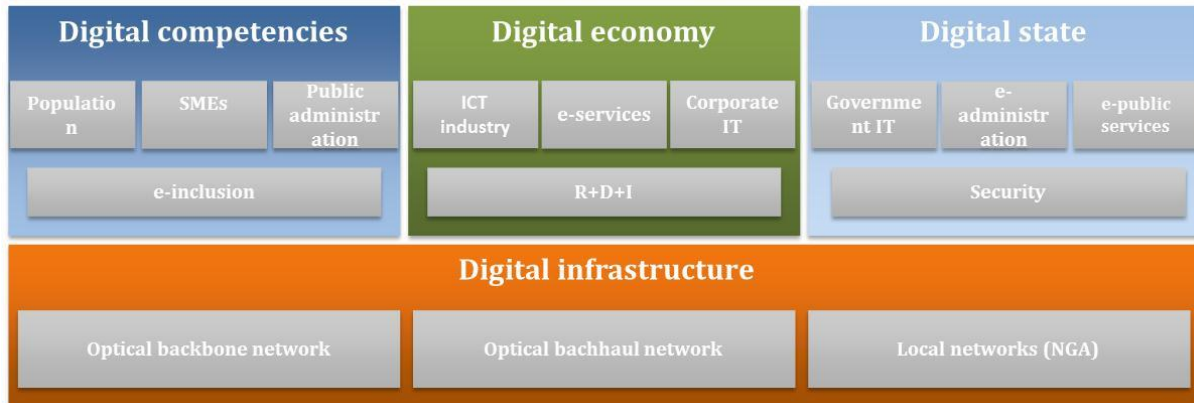 Digital competencies
Populatio
n
SMEs
Public
administr
ation
e-inclusion
Digital economy
ICT
industry
e-services
Corporate
IT
R+D+I
Digital state
Governme
nt IT
e-
administr
ation
e-public
services
Security
Digital infrastructure
Optical backbone network
Optical bachhaul network
Local networks (NGA)